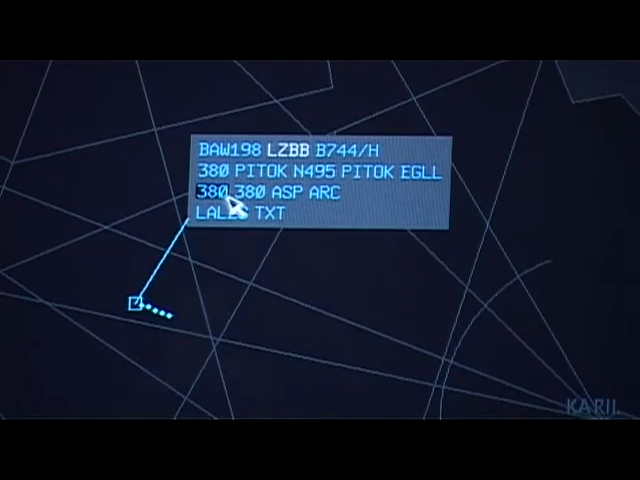 BAW198 LZBB B744/H
380 PITOK N495 PITOK EGLL
380 380 ASP ARC
TXT
KARIL